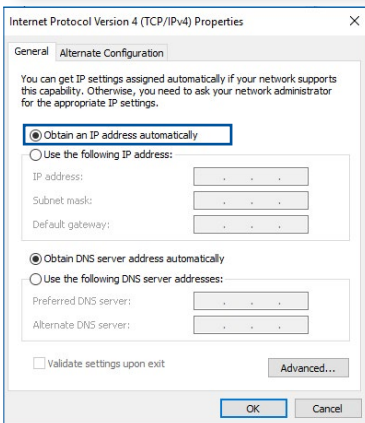 Internet Protocol Version 4 (TCP/IPv4) Properties
General
Alternate Configuration
You can get IP settings assigned automatically if your network supports
this capability. Otherwise, you need to ask your network administrator
for the appropriate IP settings.
Obtain an IP address automatically
Use the following IP address:
IP address:
Subnet mask:
Default gateway:
Obtain DNS server address automatically
Use the following DNS server addresses:
Preferred DNS server:
Alternate DNS server:
Validate settings upon exit
Advanced...
OK
Cancel